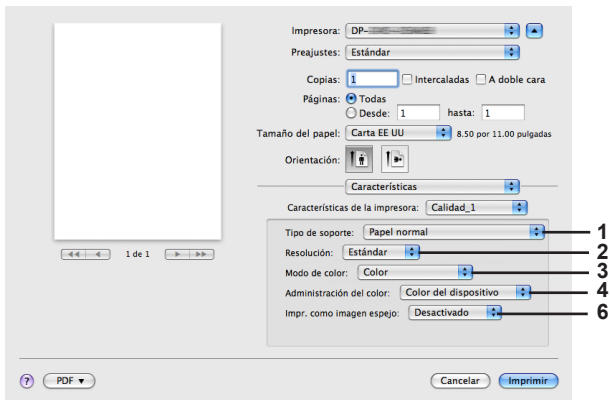 Impresora: DP-
Preajustes: Estándar
Copias: 1 Intercaladas A doble cara
Páginas: Todas
Desde: 1 hasta: 1
Tamaño del papel: Carta EE UU 8.50 por 11.00 pulgadas
Orientación:
Características
Características de la impresora: Calidad_1
Tipo de soporte: Papel normal 1
Resolución: Estándar 2
Modo de color: Color 3
Administración del color: Color del dispositivo 4
Impr. como imagen espejo: Desactivado 6
1 de 1
? PDF Cancelar Imprimir